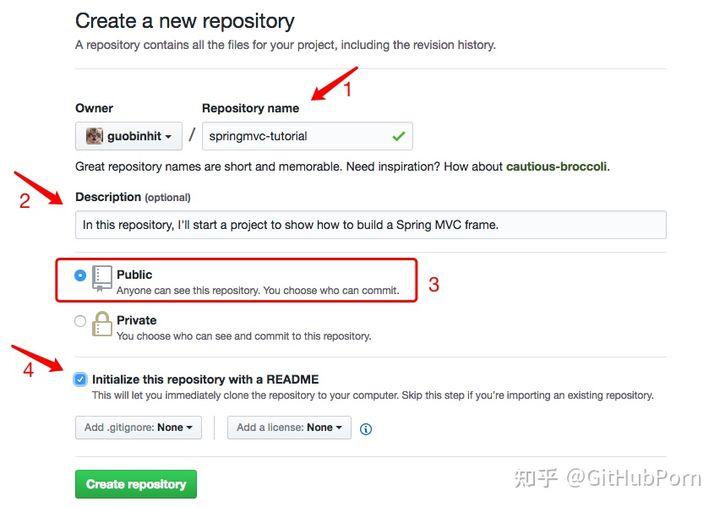 Create a new repository
A repository contains all the files for your project, including the revision history.
1
Owner Repository name
guobinhit / springmvc-tutorial
Great repository names are short and memorable. Need inspiration? How about cautious-broccoli.
2
Description (optional)
In this repository, I'll start a project to show how to build a Spring MVC frame.
Public
Anyone can see this repository. You choose who can commit.
3
Private
You choose who can see and commit to this repository.
4
Initialize this repository with a README
This will let you immediately clone the repository to your computer. Skip this step if you're importing an existing repository.
Add .gitignore: None Add a license: None
Create repository
知乎 @GitHubPorn